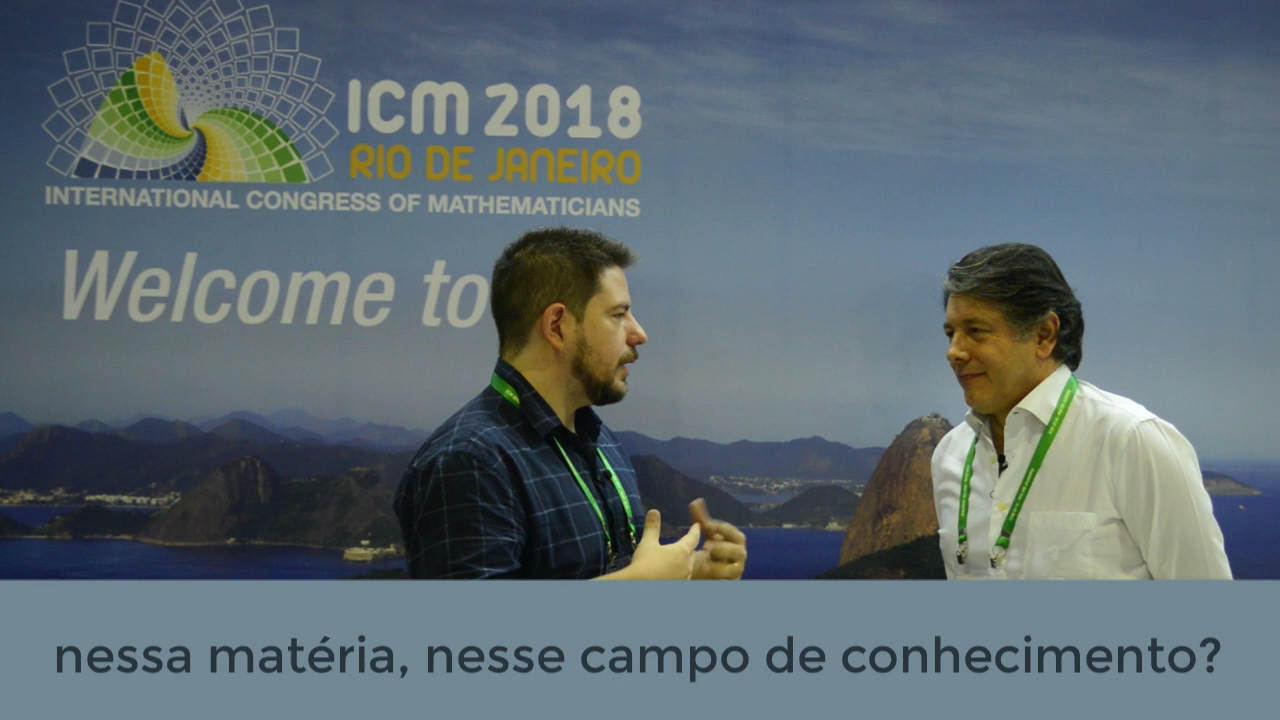 ICM 2018
RIO DE JANEIRO
INTERNATIONAL CONGRESS OF MATHEMATICIANS
Welcome to
nessa matéria, nesse campo de conhecimento?